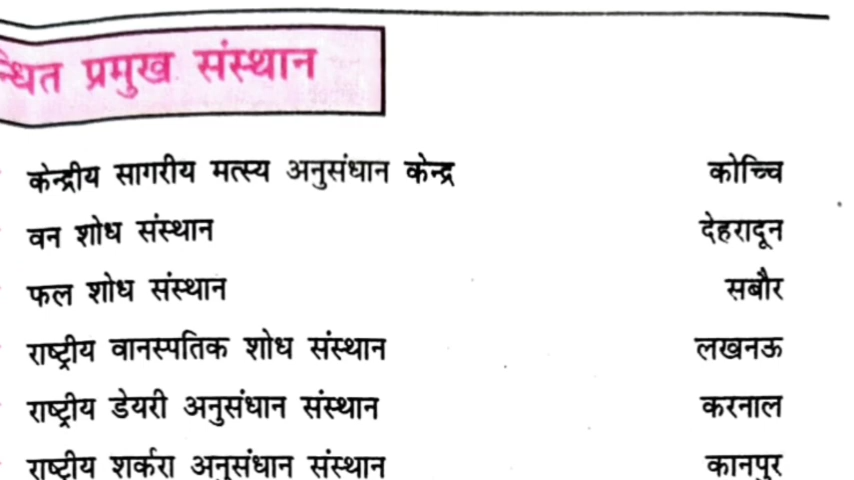 प्रमुख संस्थान
केन्द्रीय सागरीय मत्स्य अनुसंधान केन्द्र कोच्चि
वन शोध संस्थान देहरादून
फल शोध संस्थान सबौर
राष्ट्रीय वानस्पतिक शोध संस्थान लखनऊ
राष्ट्रीय डेयरी अनुसंधान संस्थान करनाल
राष्ट्रीय शर्करा अनुसंधान संस्थान कानपुर